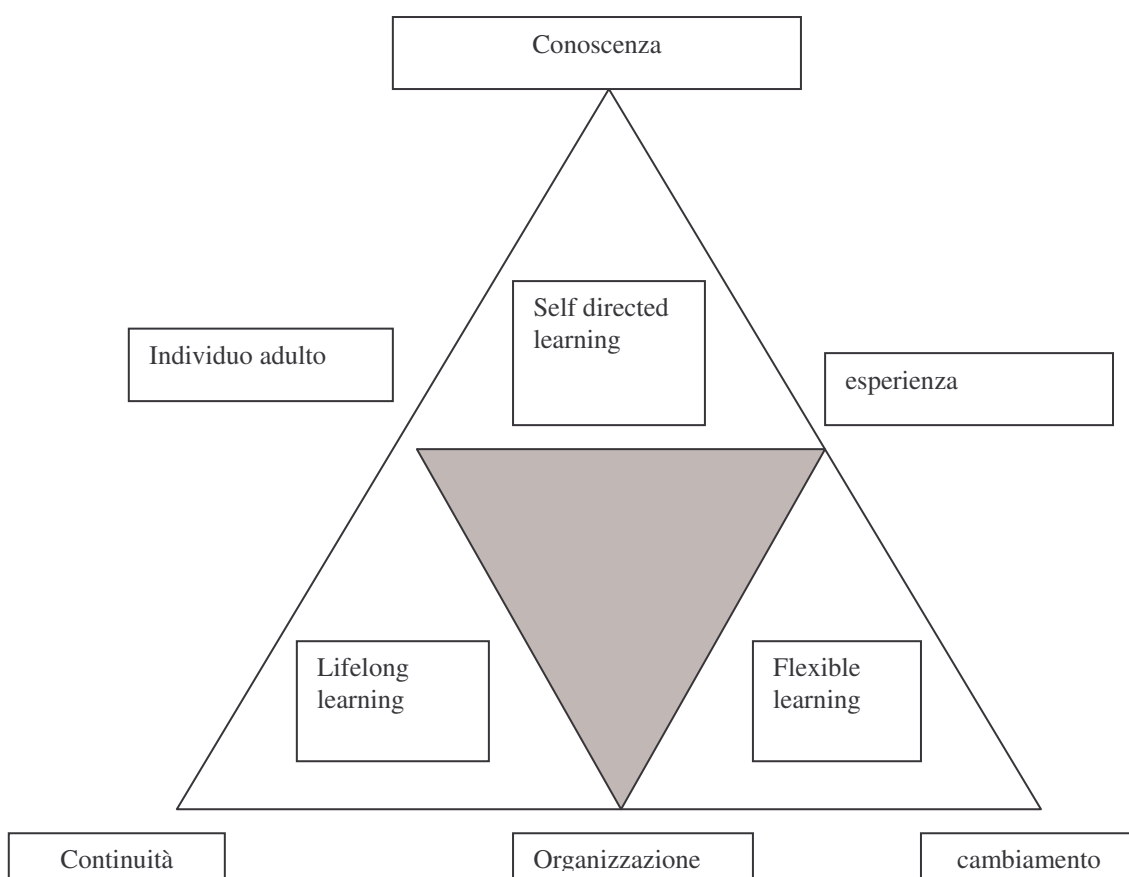 Conoscenza
Self directed
learning
Individuo adulto
esperienza
Lifelong
learning
Flexible
learning
Continuità
Organizzazione
cambiamento